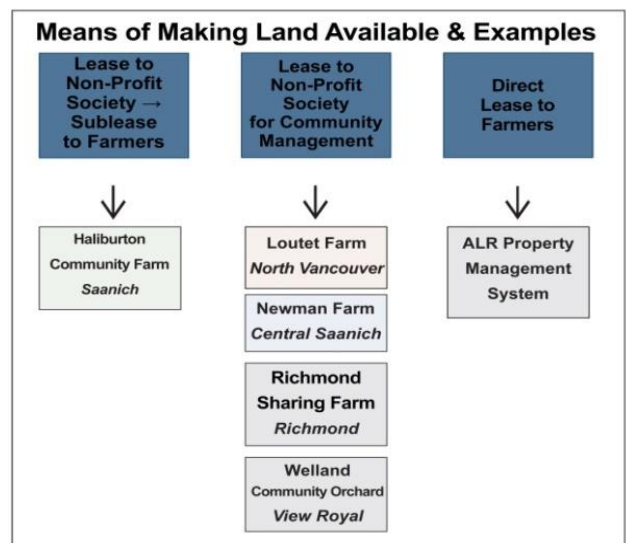 Means of Making Land Available & Examples
Lease to
Non-Profit
Society →
Sublease
to Farmers
Lease to
Non-Profit
Society
for Community
Management
Direct
Lease to
Farmers
Haliburton
Community Farm
Saanich
Loutet Farm
North Vancouver
Newman Farm
Central Saanich
Richmond
Sharing Farm
Richmond
Welland
Community Orchard
View Royal
ALR Property
Management
System